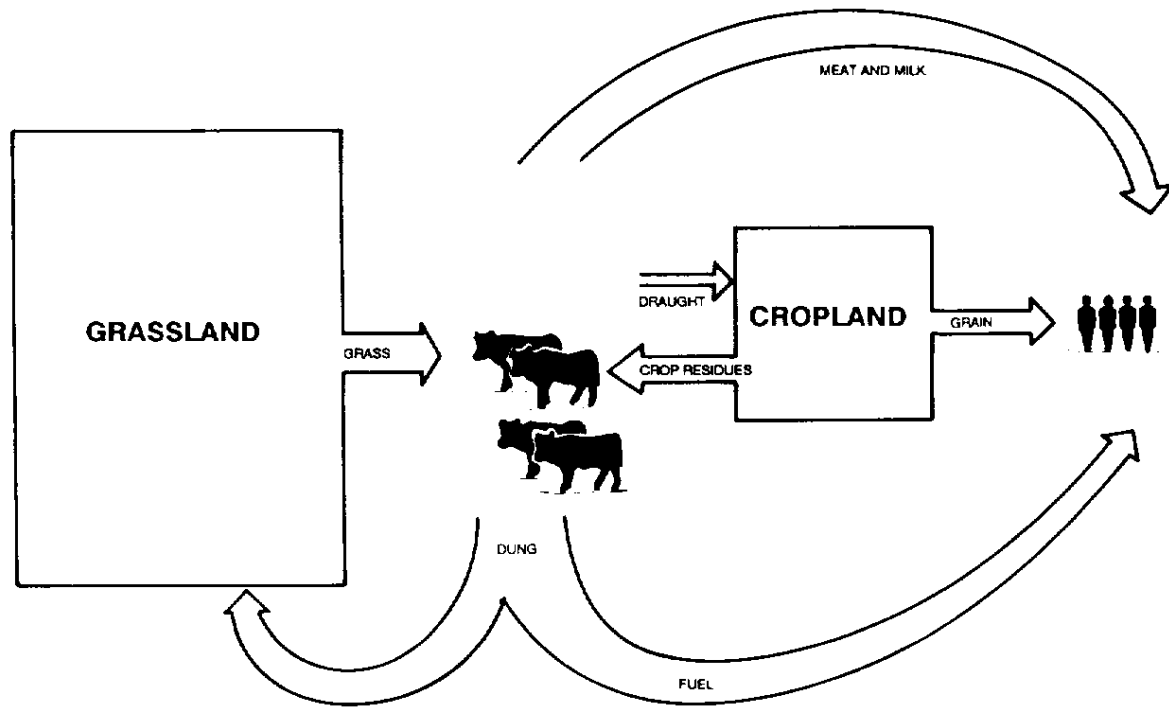 MEAT AND MILK
GRASSLAND
GRASS
DRAUGHT
CROPLAND
GRAIN
CROP RESIDUES
DUNG
FUEL